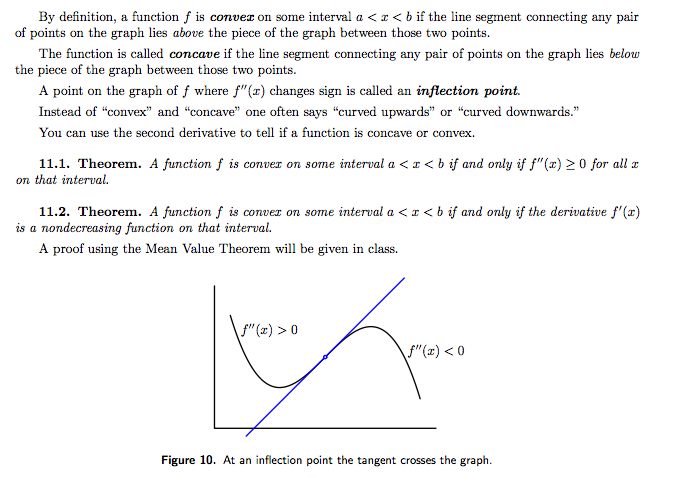 By definition, a function f is convex on some interval a < x < b if the line segment connecting any pair
of points on the graph lies above the piece of the graph between those two points.
The function is called concave if the line segment connecting any pair of points on the graph lies below
the piece of the graph between those two points.
A point on the graph of f where f″(x) changes sign is called an inflection point.
Instead of “convex” and “concave” one often says “curved upwards” or “curved downwards.”
You can use the second derivative to tell if a function is concave or convex.
11.1. Theorem. A function f is convex on some interval a < x < b if and only if f″(x) ≥ 0 for all x
on that interval.
11.2. Theorem. A function f is convex on some interval a < x < b if and only if the derivative f′(x)
is a nondecreasing function on that interval.
A proof using the Mean Value Theorem will be given in class.
f″(x) > 0
f″(x) < 0
Figure 10. At an inflection point the tangent crosses the graph.